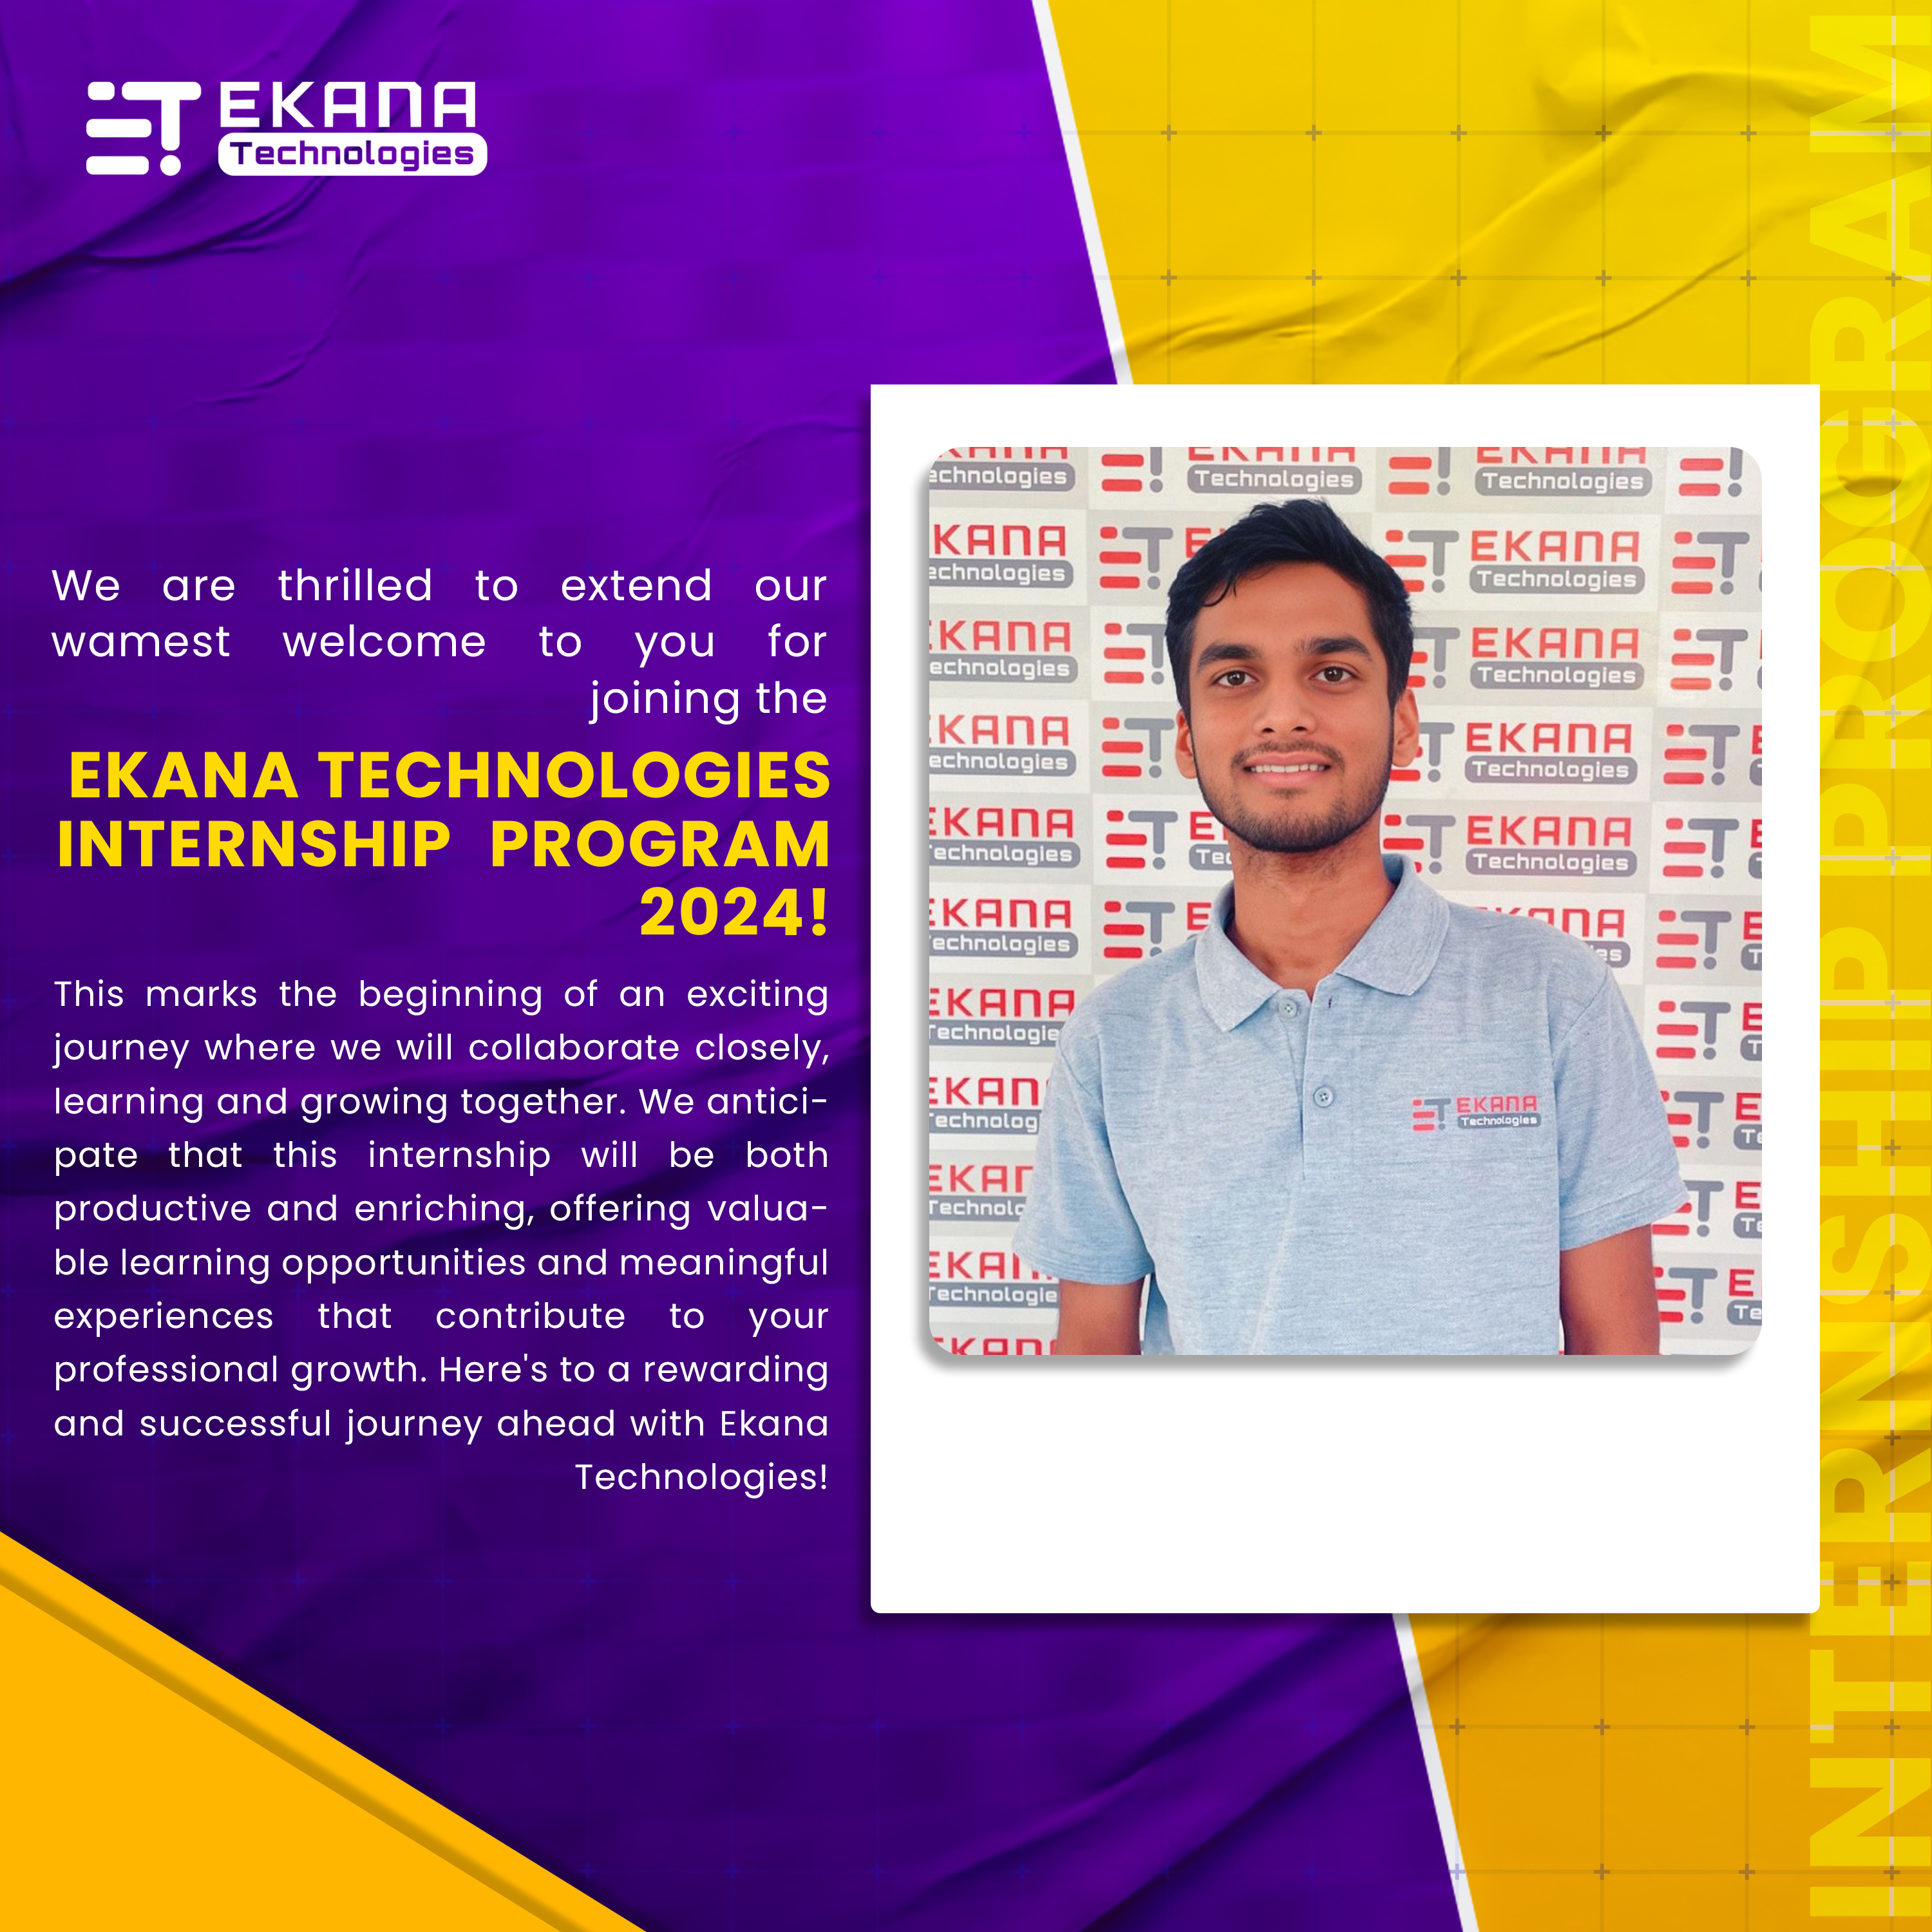 EKANA
Technologies
We are thrilled to extend our
wamest welcome to you for
joining the
EKANA TECHNOLOGIES
INTERNSHIP PROGRAM
2024!
This marks the beginning of an exciting
journey where we will collaborate closely,
learning and growing together. We antici-
pate that this internship will be both
productive and enriching, offering valua-
ble learning opportunities and meaningful
experiences that contribute to your
professional growth. Here's to a rewarding
and successful journey ahead with Ekana
Technologies!
EKANA
Technologies
INTERNSHIP PROGRAM